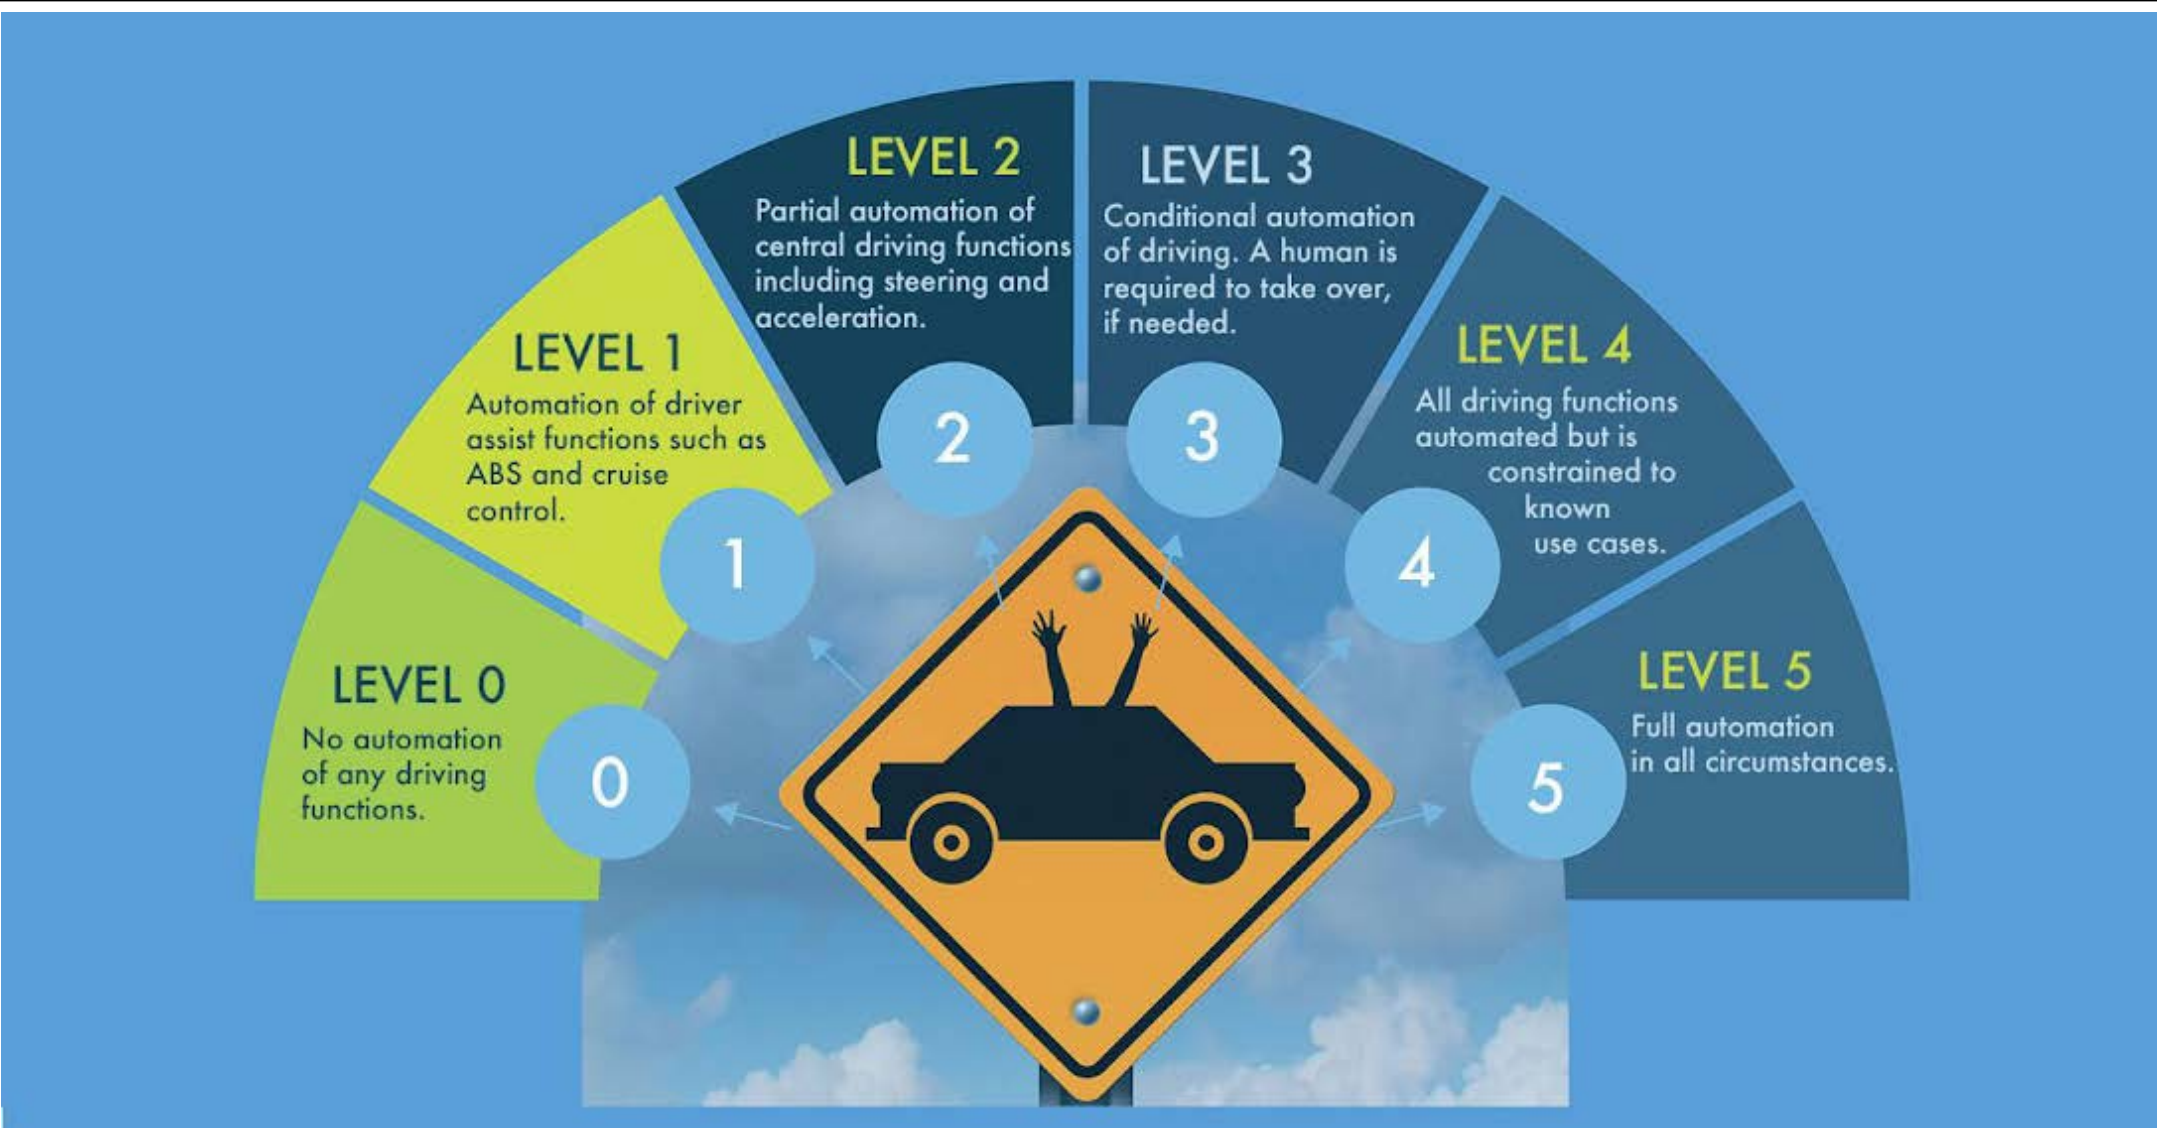 LEVEL 0
No automation
of any driving
functions.
0
LEVEL 1
Automation of driver
assist functions such as
ABS and cruise
control.
1
LEVEL 2
Partial automation of
central driving functions
including steering and
acceleration.
2
LEVEL 3
Conditional automation
of driving. A human is
required to take over,
if needed.
3
LEVEL 4
All driving functions
automated but is
constrained to
known
use cases.
4
LEVEL 5
Full automation
in all circumstances.
5